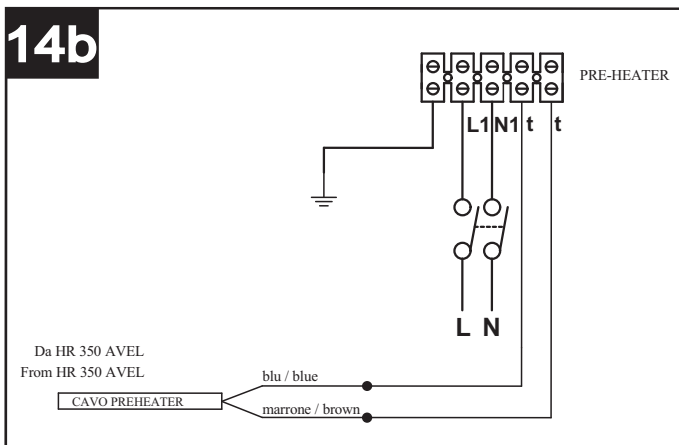 14b
PRE-HEATER
L1 N1 t t
L N
Da HR 350 AVEL
From HR 350 AVEL
blu / blue
CAVO PREHEATER
marrone / brown